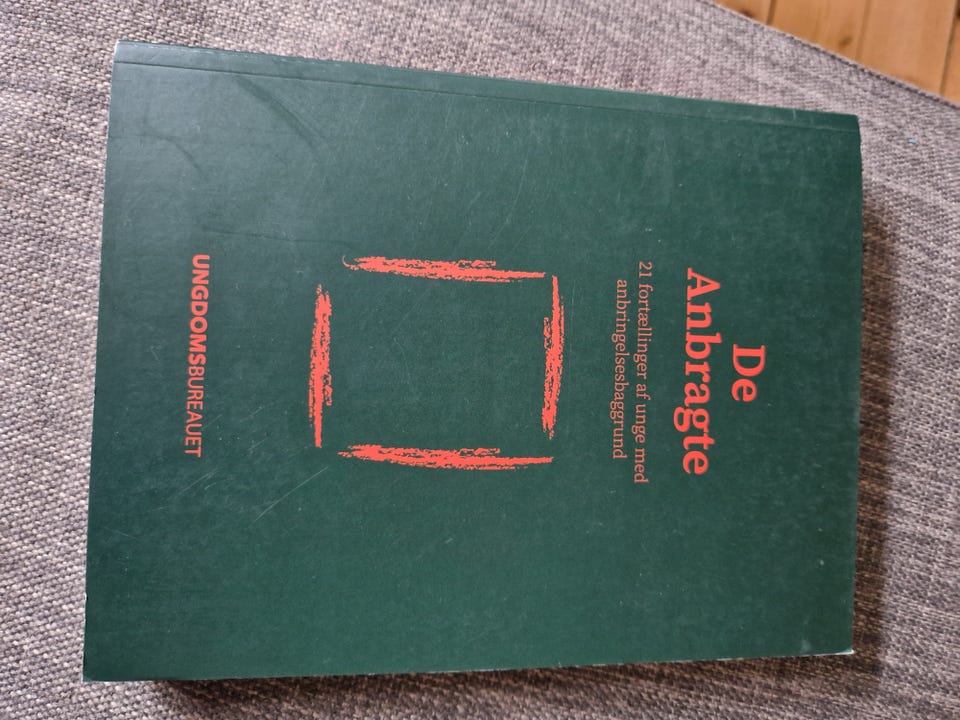 De
Anbragte
21 fortællinger af unge med
anbringelsesbaggrund
UNGDOMSBUREAUET